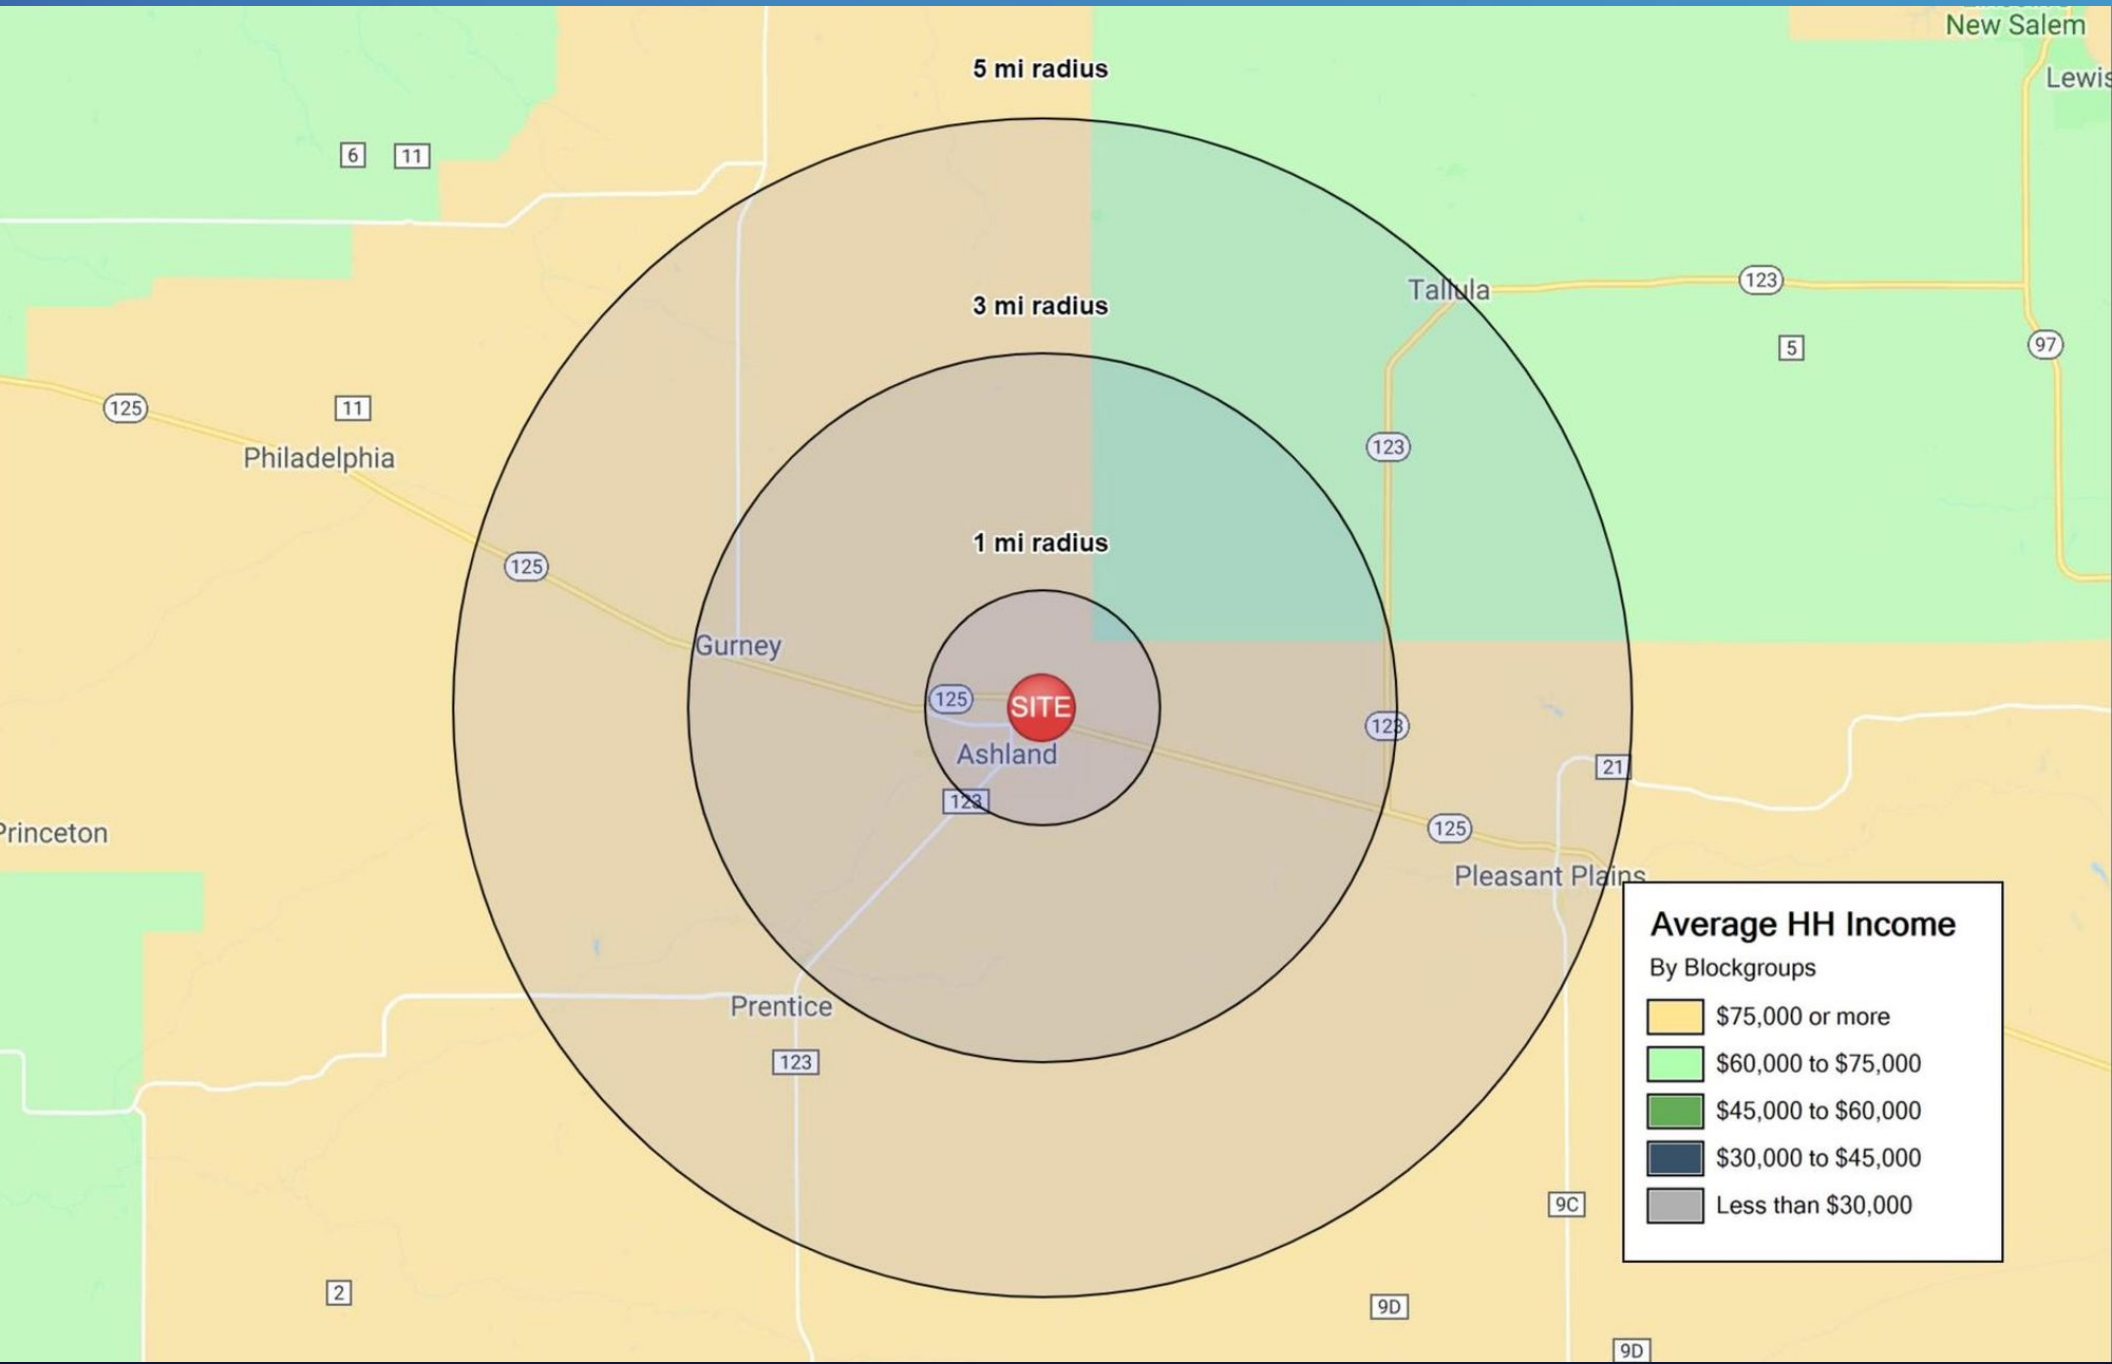 New Salem
Lewis
5 mi radius
6
11
Tallula
123
3 mi radius
5
97
125
11
123
Philadelphia
1 mi radius
125
Gurney
125
SITE
123
Ashland
21
123
125
Princeton
Pleasant Plains
Prentice
123
Average HH Income
By Blockgroups
$75,000 or more
$60,000 to $75,000
$45,000 to $60,000
$30,000 to $45,000
Less than $30,000
9C
2
9D
9D